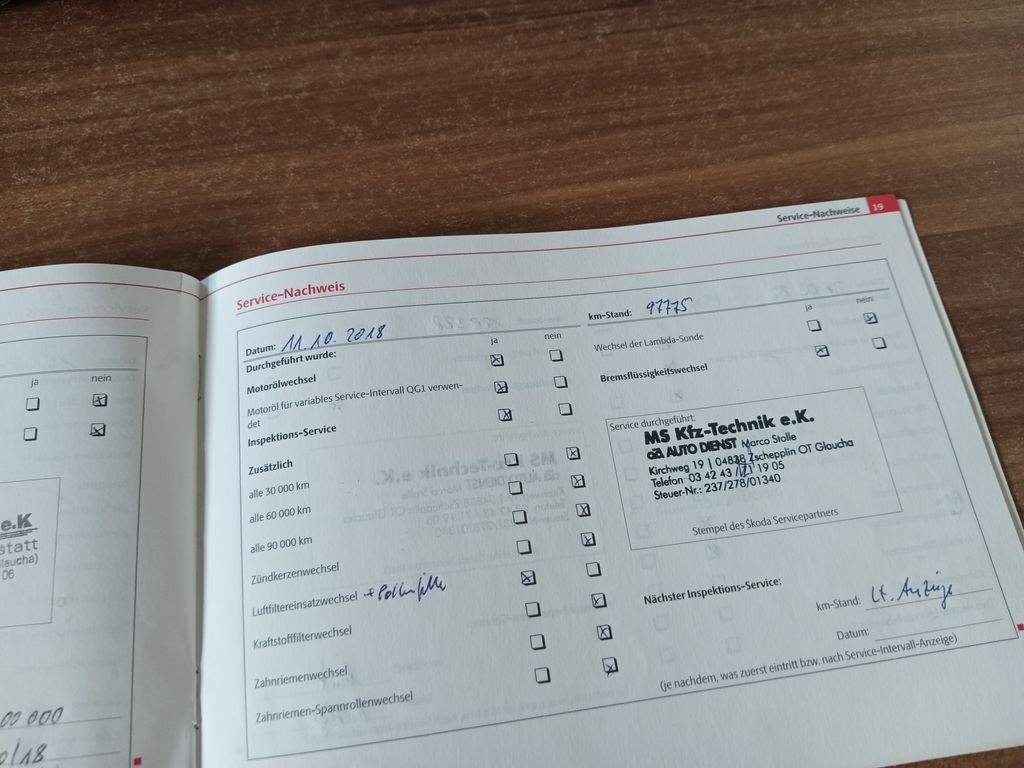 Service-Nachweise 19
Service-Nachweis
Datum: 11.10.2018
km-Stand: 97775
Durchgeführt wurde: ja nein
ja nein
Motorölwechsel
Wechsel der Lambda-Sonde
Motoröl für variables Service-Intervall QG1 verwen-
det
Bremsflüssigkeitswechsel
Inspektions-Service
Zusätzlich
alle 30 000 km
alle 60 000 km
alle 90 000 km
Zündkerzenwechsel
Luftfiltereinsatzwechsel + Pollenfilter
Kraftstofffilterwechsel
Zahnriemenwechsel
Zahnriemen-Spannrollenwechsel
Service durchgeführt:
MS Kfz-Technik e.K.
ad AUTO DIENST Marco Stolle
Kirchweg 19 | 04838 Zschepplin OT Glaucha
Telefon 03 42 43 / 71 19 05
Steuer-Nr.: 237/278/01340
Stempel des Škoda Servicepartners
Nächster Inspektions-Service:
km-Stand: Lt. Anzeige
Datum:
(je nachdem, was zuerst eintritt bzw. nach Service-Intervall-Anzeige)
ja nein
e.K
statt
06